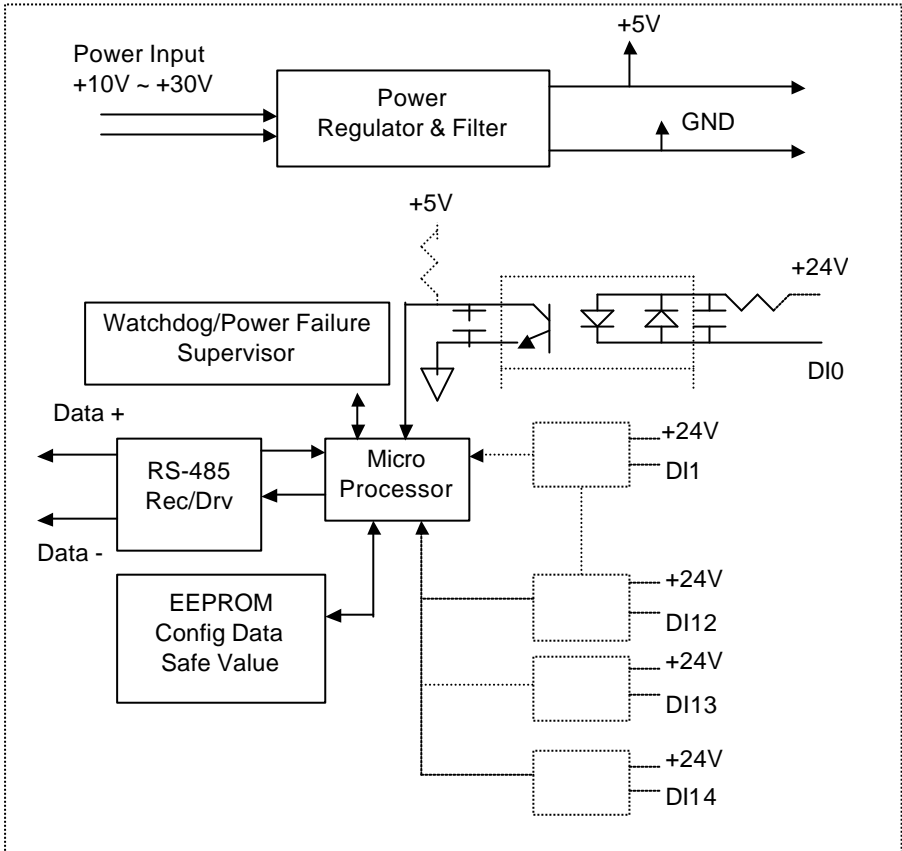 +5V
Power Input
+10V ~ +30V
Power
Regulator & Filter
GND
+5V
+24V
Watchdog/Power Failure
Supervisor
DI0
Data +
RS-485
Rec/Drv
Micro
Processor
+24V
DI1
Data -
EEPROM
Config Data
Safe Value
+24V
DI12
+24V
DI13
+24V
DI14